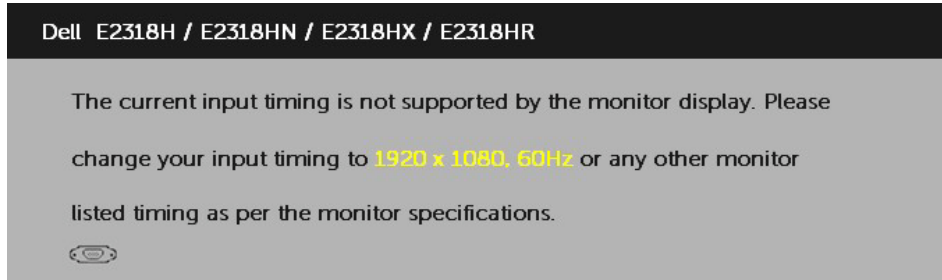 Dell E2318H / E2318HN / E2318HX / E2318HR
The current input timing is not supported by the monitor display. Please
change your input timing to 1920 x 1080, 60Hz or any other monitor
listed timing as per the monitor specifications.